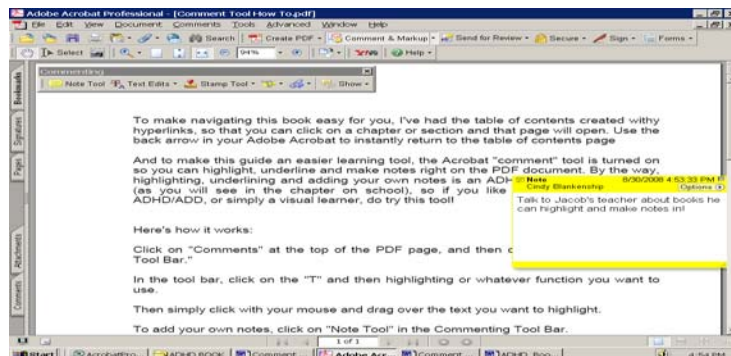 Adobe Acrobat Professional - [Comment Tool How To.pdf]
File Edit View Document Comments Tools Advanced Window Help
Search Create PDF Comment & Markup Send for Review Secure Sign Forms
Select 94% Help
Commenting
Note Tool Text Edits Stamp Tool Show
Bookmarks
Signatures
Pages
Attachments
Comments
To make navigating this book easy for you, I've had the table of contents created withy
hyperlinks, so that you can click on a chapter or section and that page will open. Use the
back arrow in your Adobe Acrobat to instantly return to the table of contents page
And to make this guide an easier learning tool, the Acrobat "comment" tool is turned on
so you can highlight, underline and make notes right on the PDF document. By the way,
highlighting, underlining and adding your own notes is an ADH
(as you will see in the chapter on school), so if you like
ADHD/ADD, or simply a visual learner, do try this tool!
Note 8/30/2008 4:53:33 PM
Cindy Blankenship Options
Talk to Jacob's teacher about books he
can highlight and make notes in!
Here's how it works:
Click on "Comments" at the top of the PDF page, and then
Tool Bar."
In the tool bar, click on the "T" and then highlighting or whatever function you want to
use.
Then simply click with your mouse and drag over the text you want to highlight.
To add your own notes, click on "Note Tool" in the Commenting Tool Bar.
1 of 1
Start AcrobatPro... ADHD BOOK Comment ... Adobe Acr... Comment ... ADHD_Boo... 4:54 PM